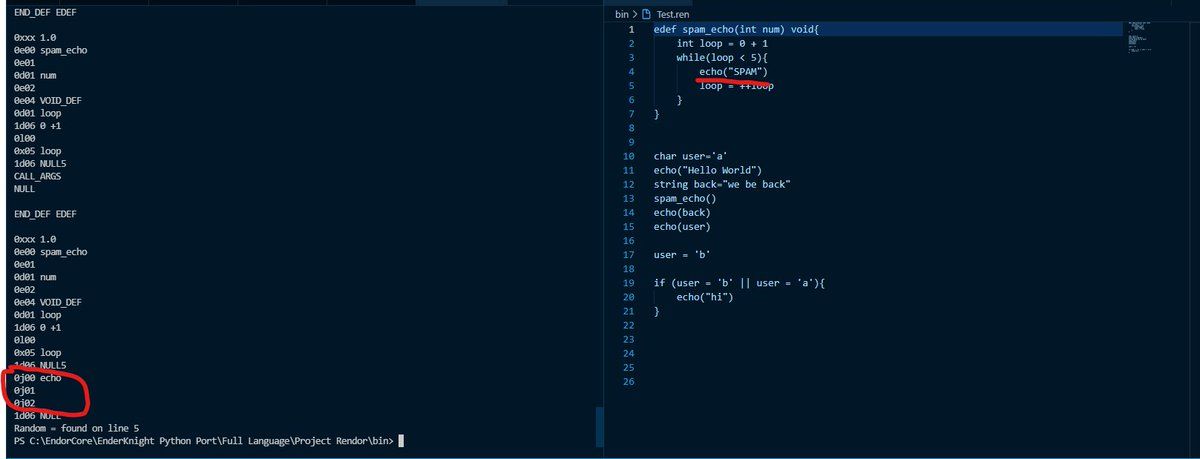 END_DEF EDEF
0xxx 1.0
0e00 spam_echo
0e01
0d01 num
0e02
0e04 VOID_DEF
0d01 loop
1d06 0 +1
0l00
0x05 loop
1d06 NULL5
CALL_ARGS
NULL
END_DEF EDEF
0xxx 1.0
0e00 spam_echo
0e01
0d01 num
0e02
0e04 VOID_DEF
0d01 loop
1d06 0 +1
0l00
0x05 loop
1d06 NULL5
0j00 echo
0j01
0j02
1d06 NULL
Random = found on line 5
PS C:\EndorCore\EnderKnight Python Port\Full Language\Project Rendor\bin>
bin > Test.ren
1 edef spam_echo(int num) void{
2 int loop = 0 + 1
3 while(loop < 5){
4 echo("SPAM")
5 loop = ++loop
6 }
7 }
8
9
10 char user='a'
11 echo("Hello World")
12 string back="we be back"
13 spam_echo()
14 echo(back)
15 echo(user)
16
17 user = 'b'
18
19 if (user = 'b' || user = 'a'){
20 echo("hi")
21 }
22
23
24
25
26